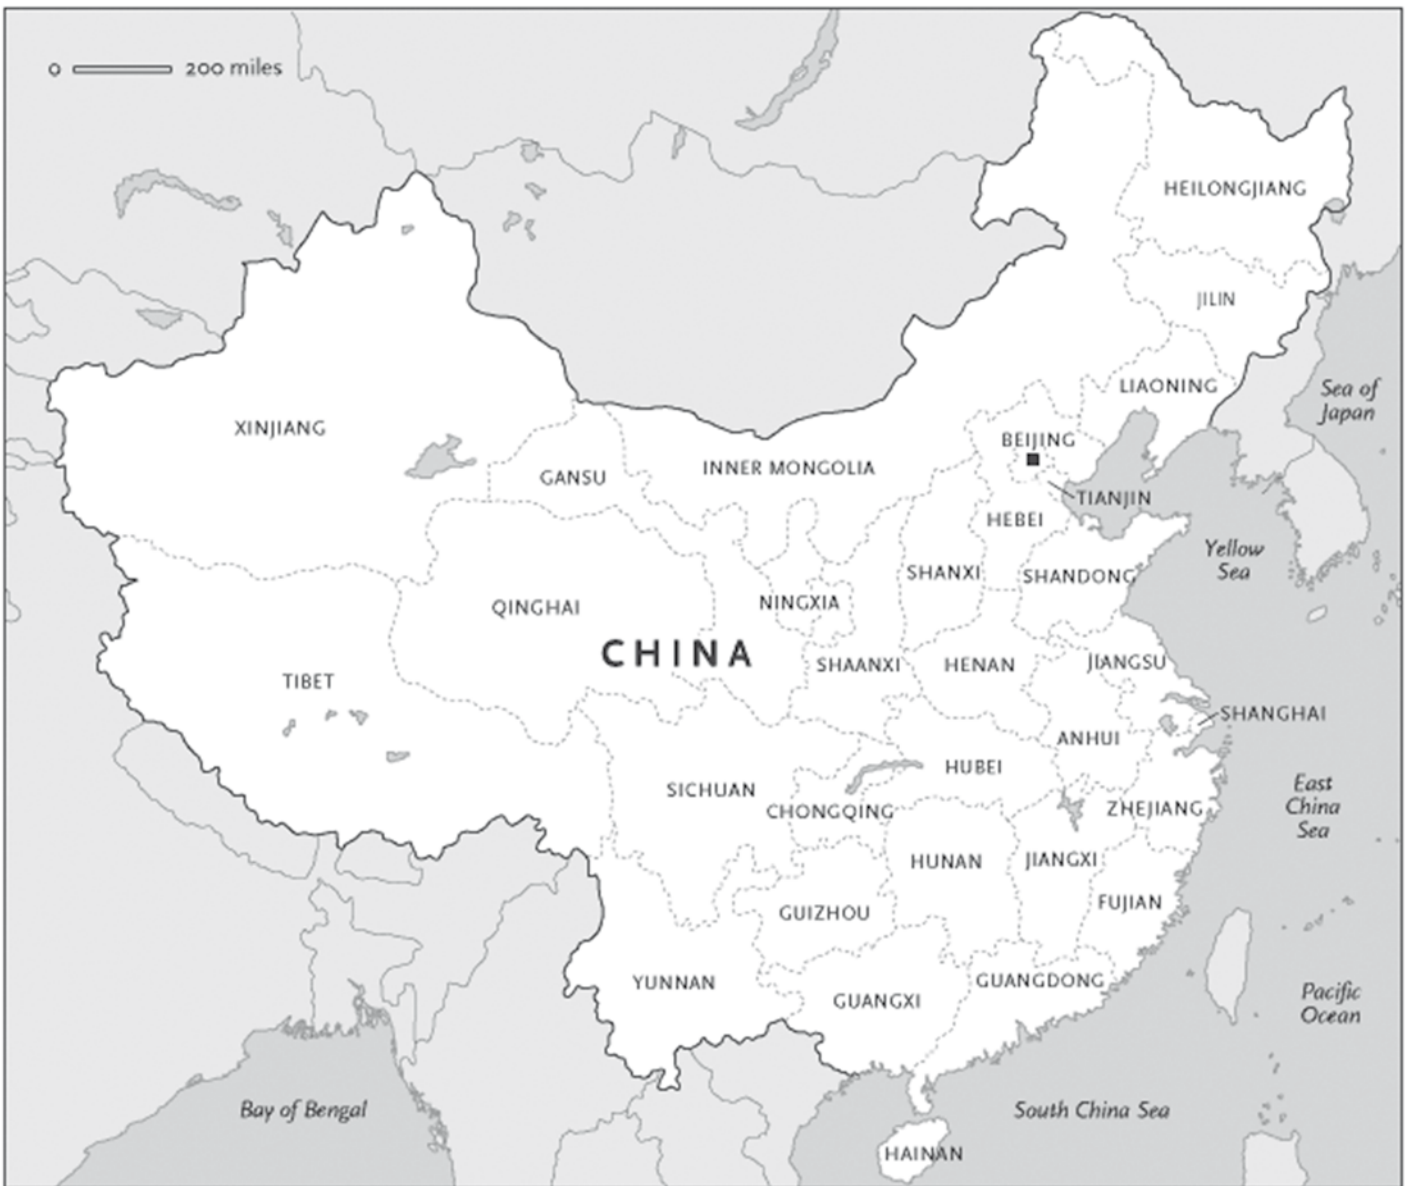 0 200 miles
HEILONGJIANG
JILIN
LIAONING
Sea of
Japan
XINJIANG
BEIJING
INNER MONGOLIA
GANSU
TIANJIN
HEBEI
Yellow
Sea
SHANXI
SHANDONG
QINGHAI
NINGXIA
CHINA
SHAANXI
HENAN
JIANGSU
TIBET
SHANGHAI
ANHUI
HUBEI
SICHUAN
CHONGQING
ZHEJIANG
East
China
Sea
HUNAN
JIANGXI
FUJIAN
GUIZHOU
YUNNAN
GUANGXI
GUANGDONG
Pacific
Ocean
Bay of Bengal
South China Sea
HAINAN